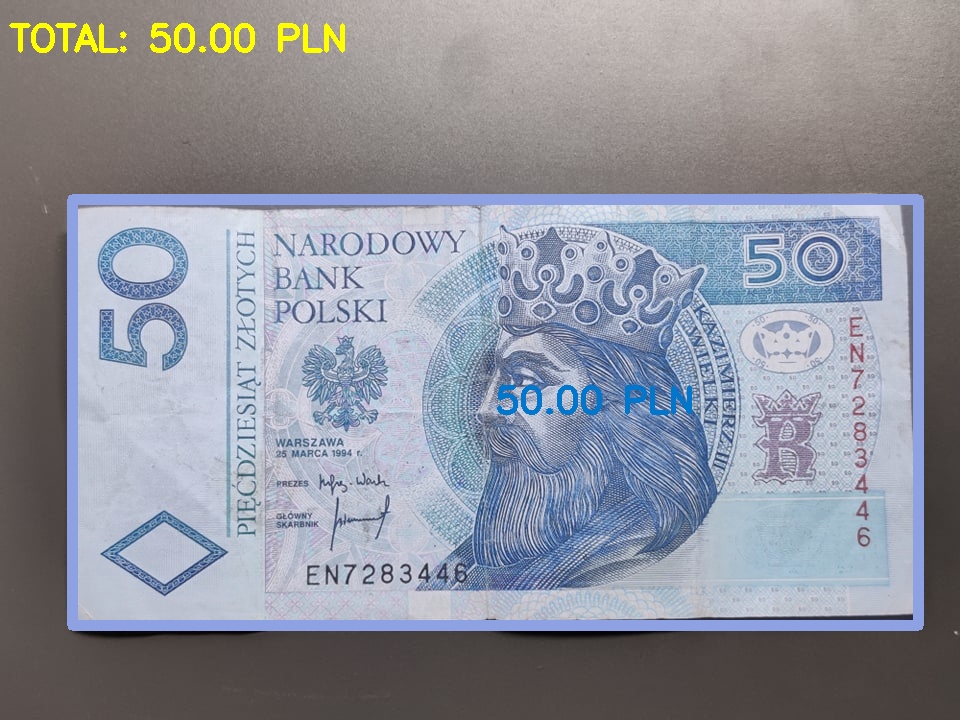 TOTAL: 50.00 PLN
50
PIĘĆDZIESIĄT ZŁOTYCH
NARODOWY
BANK
POLSKI
WARSZAWA
25 MARCA 1994 r.
PREZES
GŁÓWNY
SKARBNIK
EN7283446
50.00 PLN
KAZIMIERZ III
WIELKI
50
EN7283446